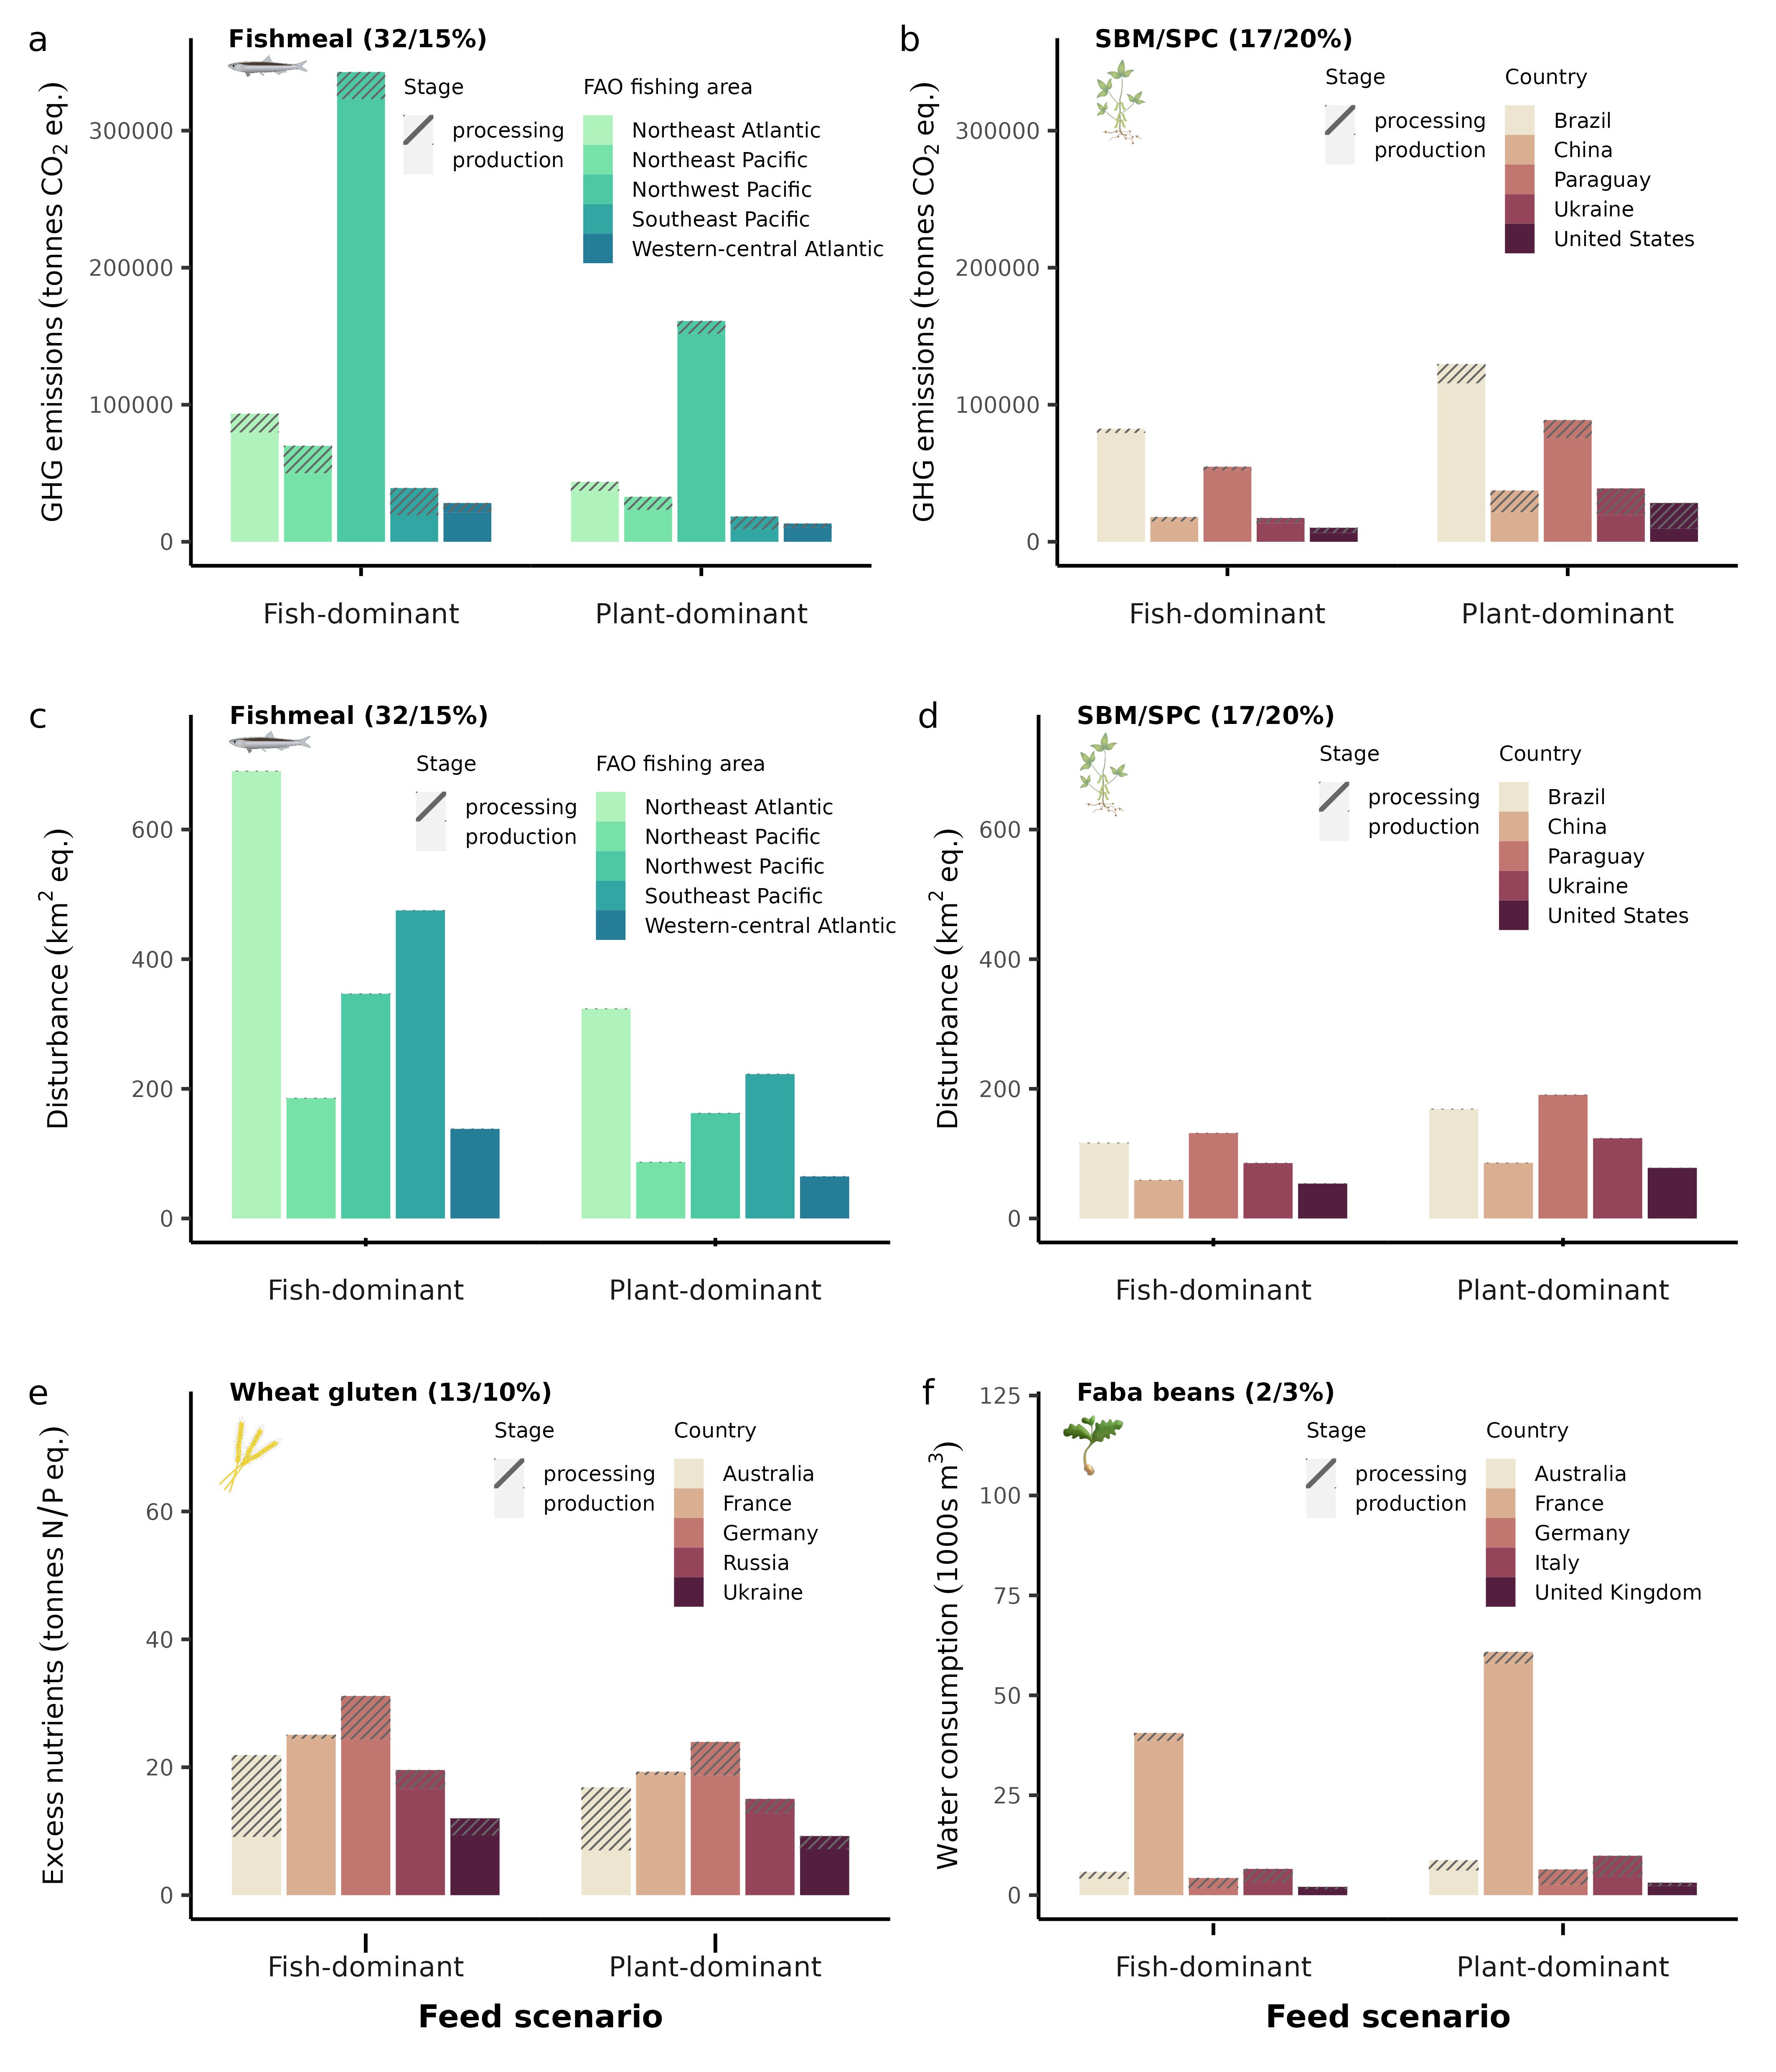 a
Fishmeal (32/15%)
GHG emissions (tonnes CO2 eq.)
300000
200000
100000
0
Stage
processing
production
FAO fishing area
Northeast Atlantic
Northeast Pacific
Northwest Pacific
Southeast Pacific
Western-central Atlantic
Fish-dominant
Plant-dominant
b
SBM/SPC (17/20%)
GHG emissions (tonnes CO2 eq.)
300000
200000
100000
0
Stage
processing
production
Country
Brazil
China
Paraguay
Ukraine
United States
Fish-dominant
Plant-dominant
c
Fishmeal (32/15%)
Disturbance (km2 eq.)
600
400
200
0
Stage
processing
production
FAO fishing area
Northeast Atlantic
Northeast Pacific
Northwest Pacific
Southeast Pacific
Western-central Atlantic
Fish-dominant
Plant-dominant
d
SBM/SPC (17/20%)
Disturbance (km2 eq.)
600
400
200
0
Stage
processing
production
Country
Brazil
China
Paraguay
Ukraine
United States
Fish-dominant
Plant-dominant
e
Wheat gluten (13/10%)
Excess nutrients (tonnes N/P eq.)
60
40
20
0
Stage
processing
production
Country
Australia
France
Germany
Russia
Ukraine
Fish-dominant
Plant-dominant
Feed scenario
f
Faba beans (2/3%)
Water consumption (1000s m3)
125
100
75
50
25
0
Stage
processing
production
Country
Australia
France
Germany
Italy
United Kingdom
Fish-dominant
Plant-dominant
Feed scenario